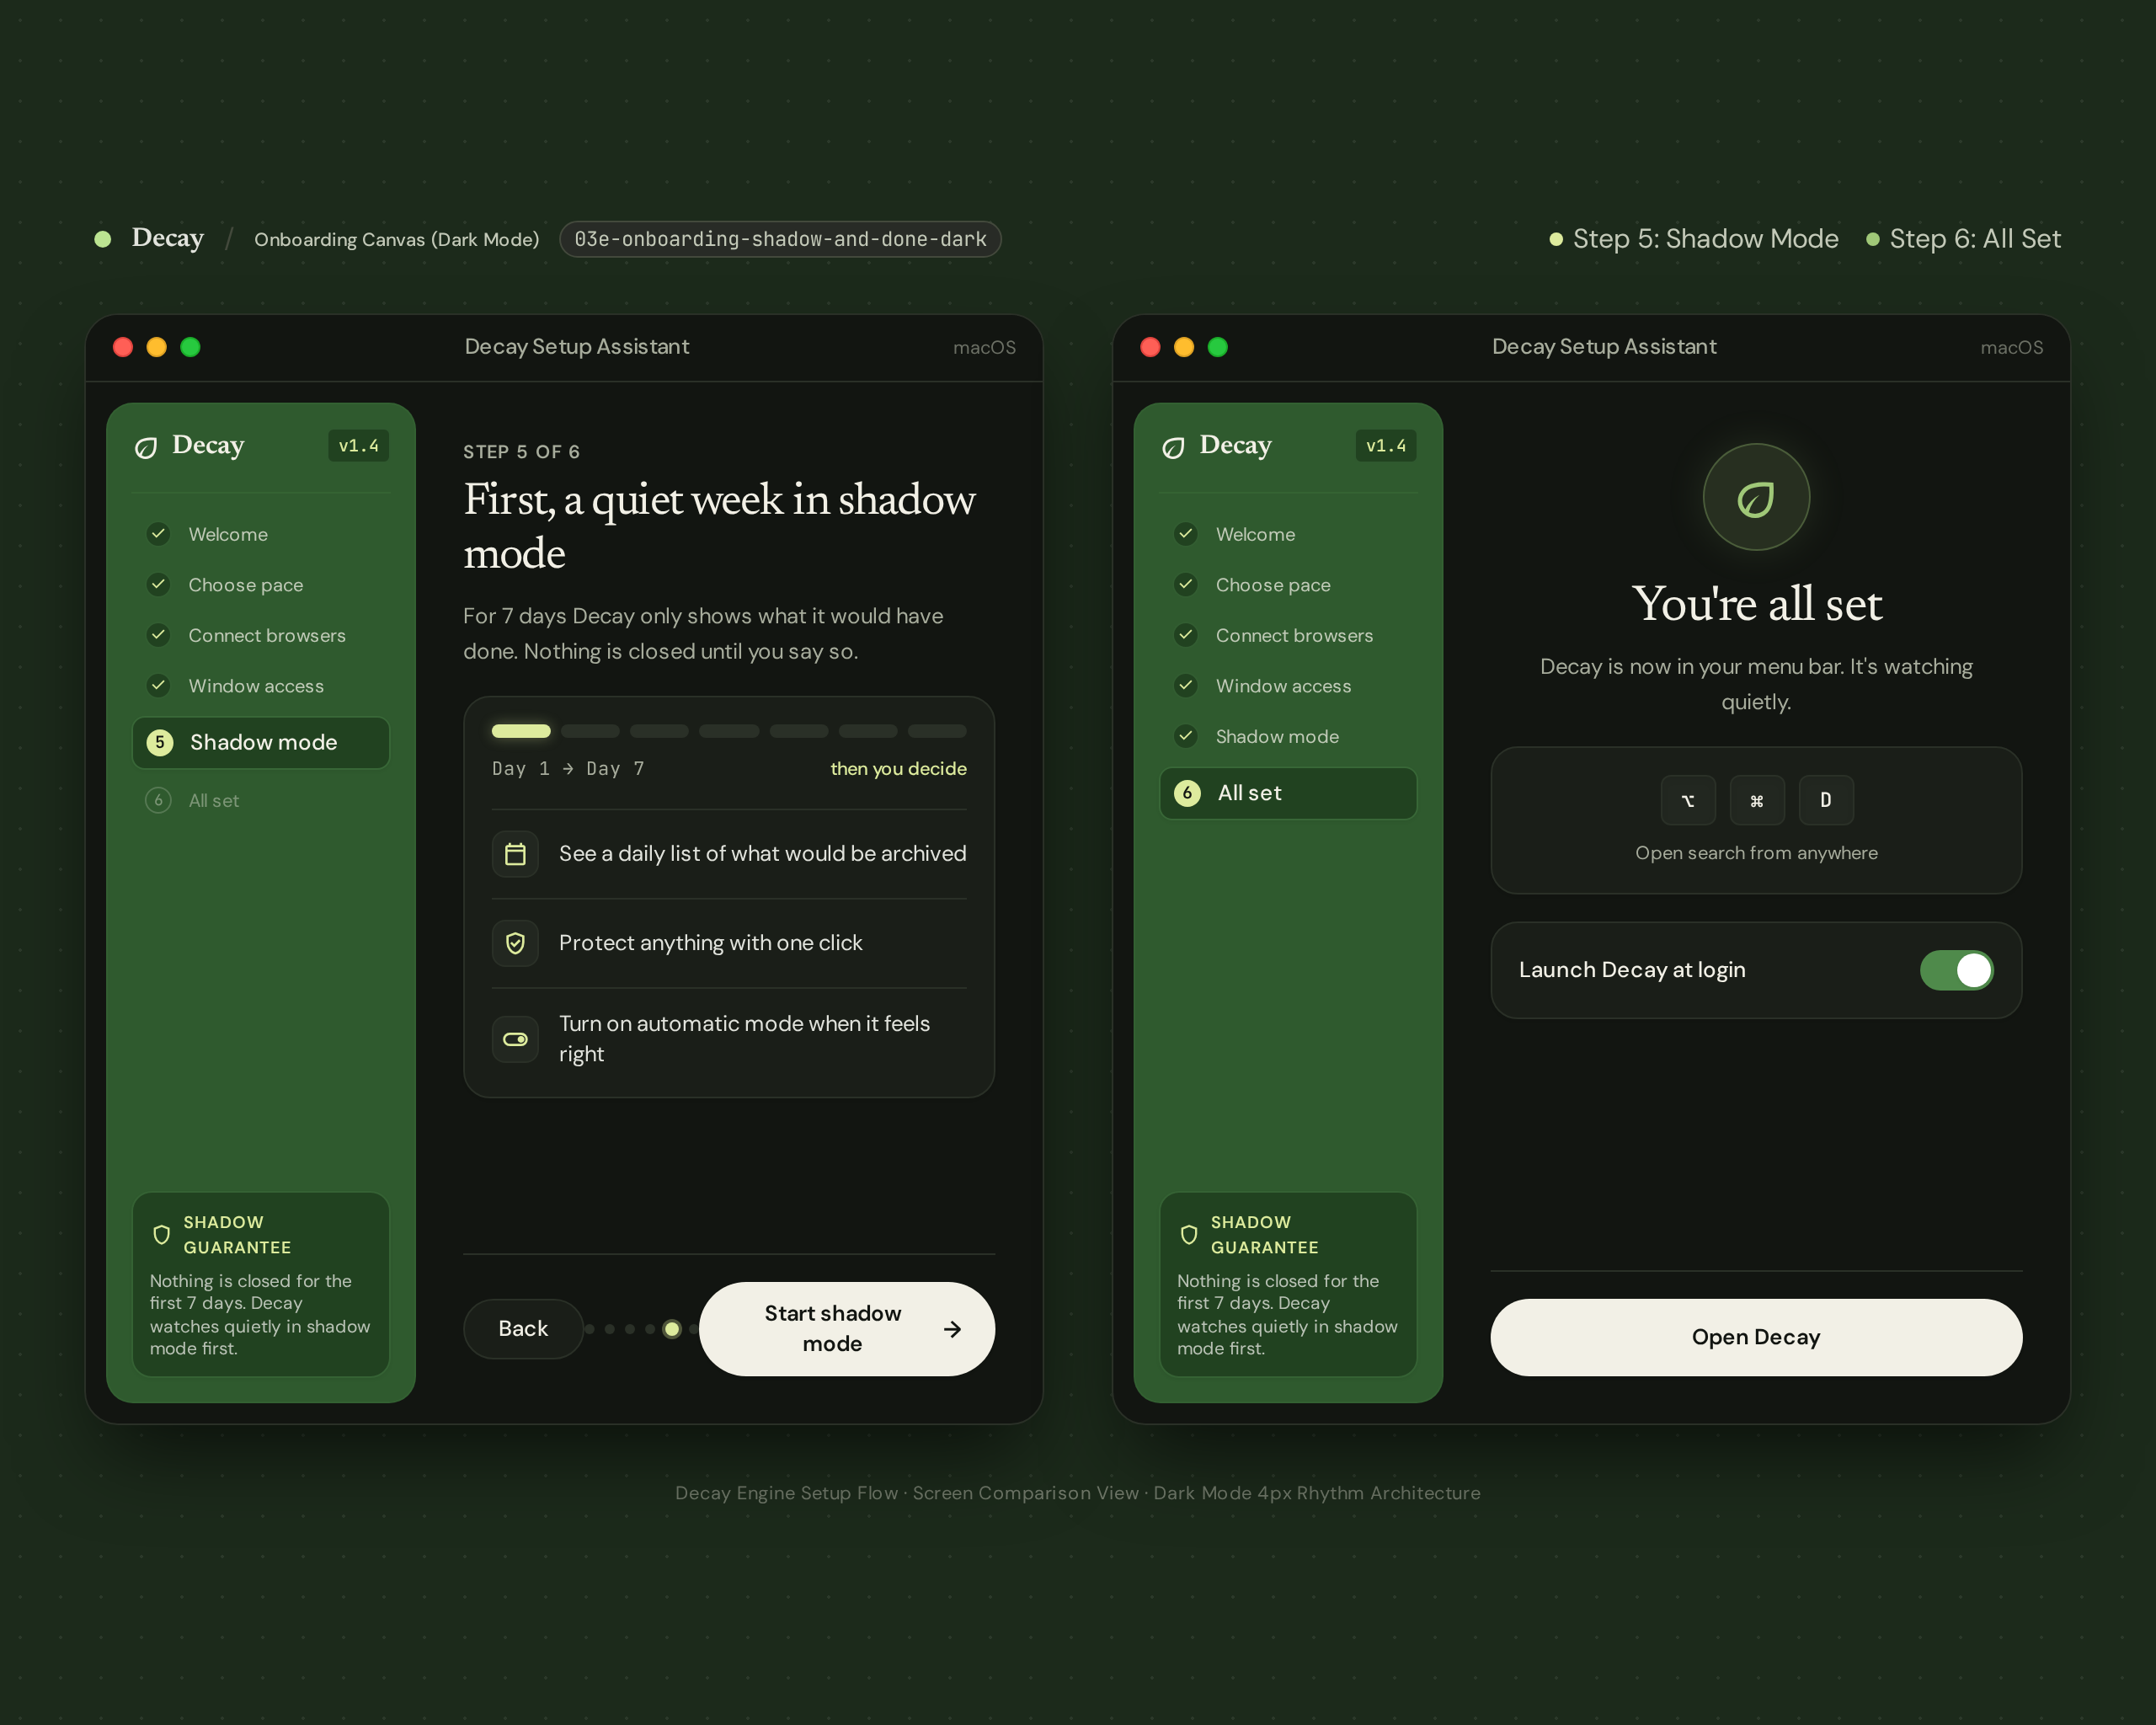 Decay / Onboarding Canvas (Dark Mode) 03e-onboarding-shadow-and-done-dark
Step 5: Shadow Mode Step 6: All Set
Decay Setup Assistant macOS
Decay v1.4
Welcome
Choose pace
Connect browsers
Window access
5 Shadow mode
6 All set
SHADOW
GUARANTEE
Nothing is closed for the
first 7 days. Decay
watches quietly in shadow
mode first.
STEP 5 OF 6
First, a quiet week in shadow
mode
For 7 days Decay only shows what it would have
done. Nothing is closed until you say so.
Day 1 → Day 7 then you decide
See a daily list of what would be archived
Protect anything with one click
Turn on automatic mode when it feels
right
Back
Start shadow
mode →
Decay Setup Assistant macOS
Decay v1.4
Welcome
Choose pace
Connect browsers
Window access
Shadow mode
6 All set
SHADOW
GUARANTEE
Nothing is closed for the
first 7 days. Decay
watches quietly in shadow
mode first.
You're all set
Decay is now in your menu bar. It's watching
quietly.
⌥ ⌘ D
Open search from anywhere
Launch Decay at login
Open Decay
Decay Engine Setup Flow · Screen Comparison View · Dark Mode 4px Rhythm Architecture